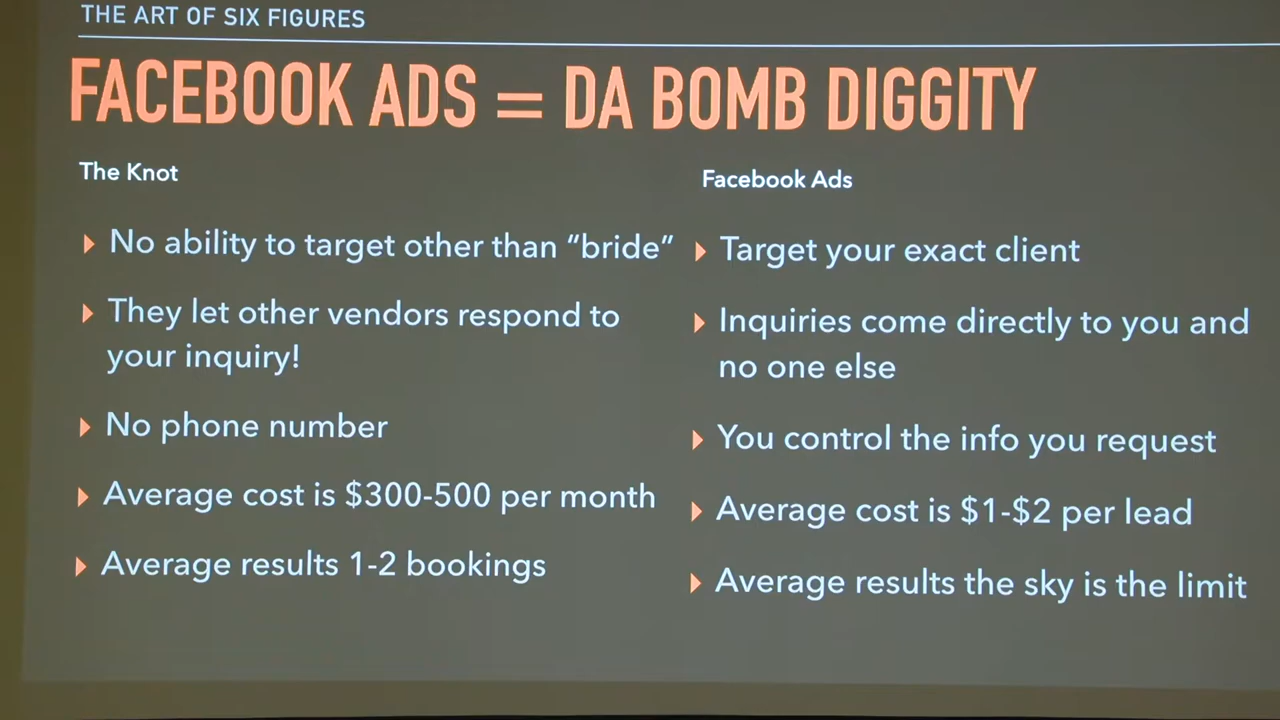 THE ART OF SIX FIGURES
FACEBOOK ADS = DA BOMB DIGGITY
The Knot
No ability to target other than “bride”
They let other vendors respond to
your inquiry!
No phone number
Average cost is $300-500 per month
Average results 1-2 bookings
Facebook Ads
Target your exact client
Inquiries come directly to you and
no one else
You control the info you request
Average cost is $1-$2 per lead
Average results the sky is the limit